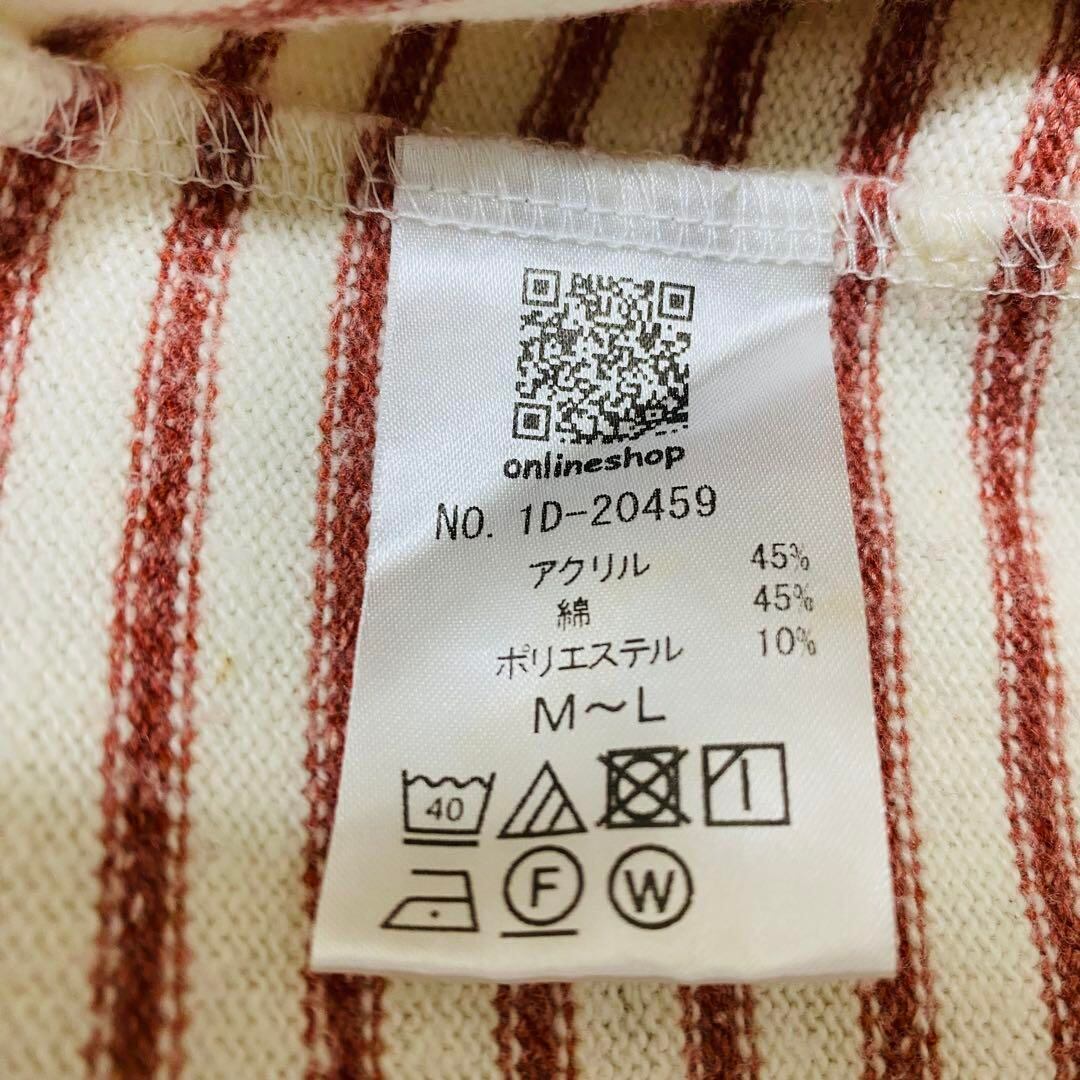 onlineshop
NO. 1D-20459
アクリル 45%
綿 45%
ポリエステル 10%
M～L
40
F W